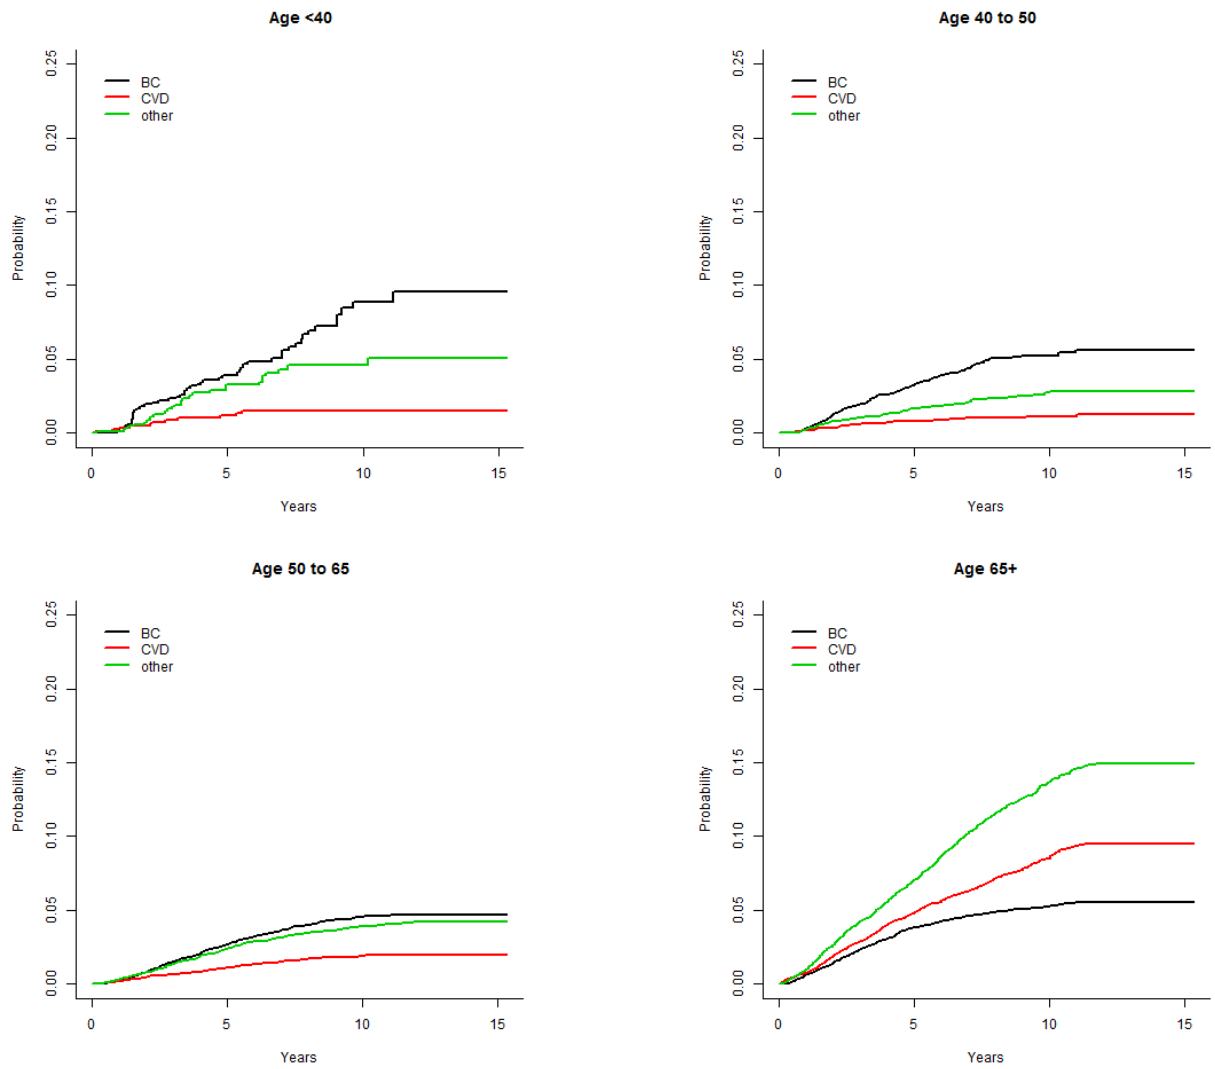 Age <40
0.25
0.20
0.15
0.10
0.05
0.00
Probability
BC
CVD
other
0 5 10 15
Years
Age 40 to 50
0.25
0.20
0.15
0.10
0.05
0.00
Probability
BC
CVD
other
0 5 10 15
Years
Age 50 to 65
0.25
0.20
0.15
0.10
0.05
0.00
Probability
BC
CVD
other
0 5 10 15
Years
Age 65+
0.25
0.20
0.15
0.10
0.05
0.00
Probability
BC
CVD
other
0 5 10 15
Years